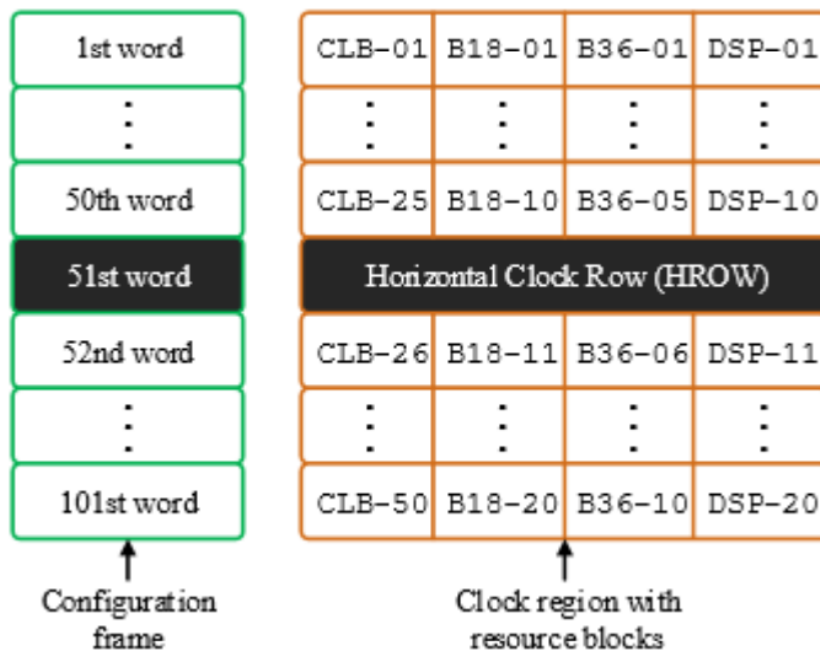 1st word CLB-01 B18-01 B36-01 DSP-01
⋮ ⋮ ⋮ ⋮ ⋮
50th word CLB-25 B18-10 B36-05 DSP-10
51st word Horizontal Clock Row (HROW)
52nd word CLB-26 B18-11 B36-06 DSP-11
⋮ ⋮ ⋮ ⋮ ⋮
101st word CLB-50 B18-20 B36-10 DSP-20
Configuration
frame
Clock region with
resource blocks